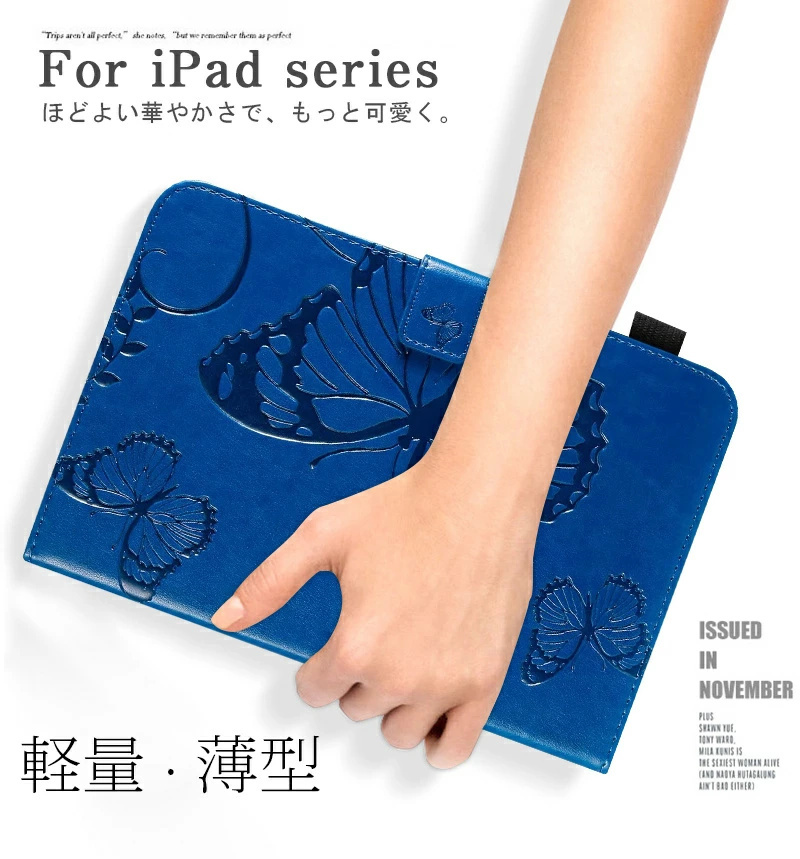 “Trips aren't all perfect,” she notes, “but we remember them as perfect
For iPad series
ほどよい華やかさで、もっと可愛く。
ISSUED
IN
NOVEMBER
PLUS
SHAWN YUE,
TONY WARD,
MILA KUNIS IS
THE SEXIEST WOMAN ALIVE
(AND NADYA HUTAGALUNG
AIN'T BAD EITHER)
軽量・薄型